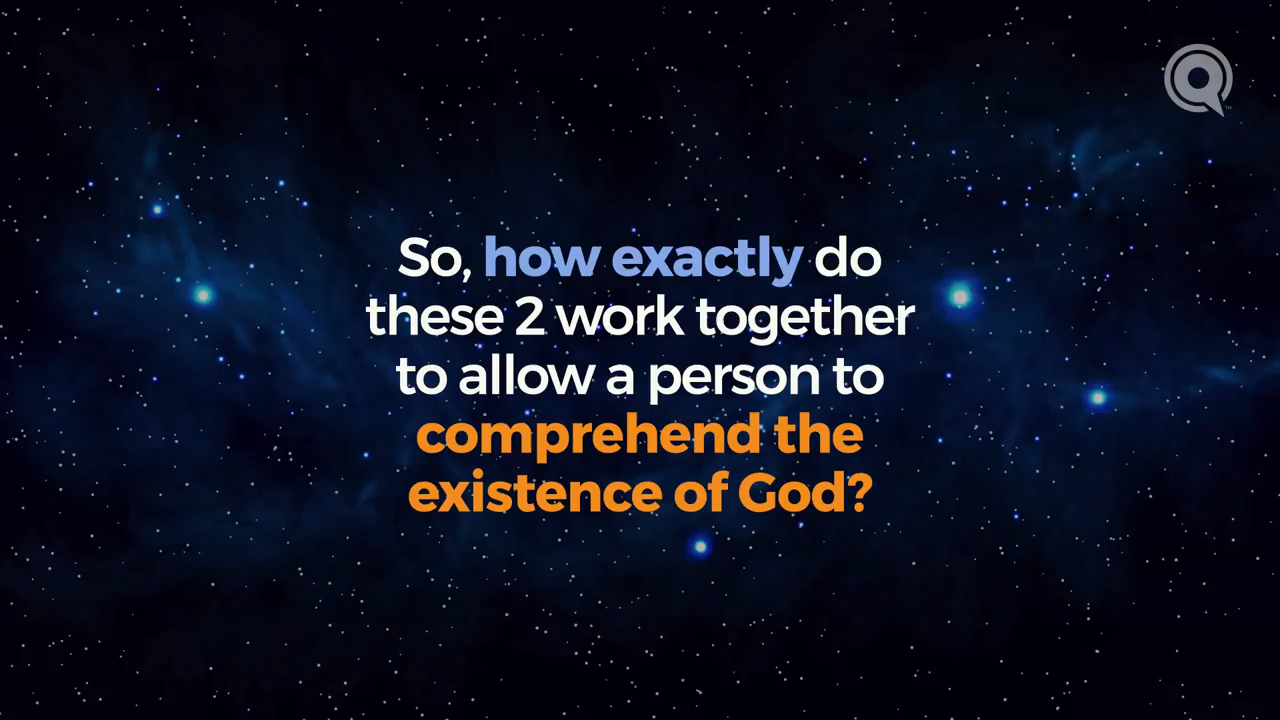 So, how exactly do
these 2 work together
to allow a person to
comprehend the
existence of God?